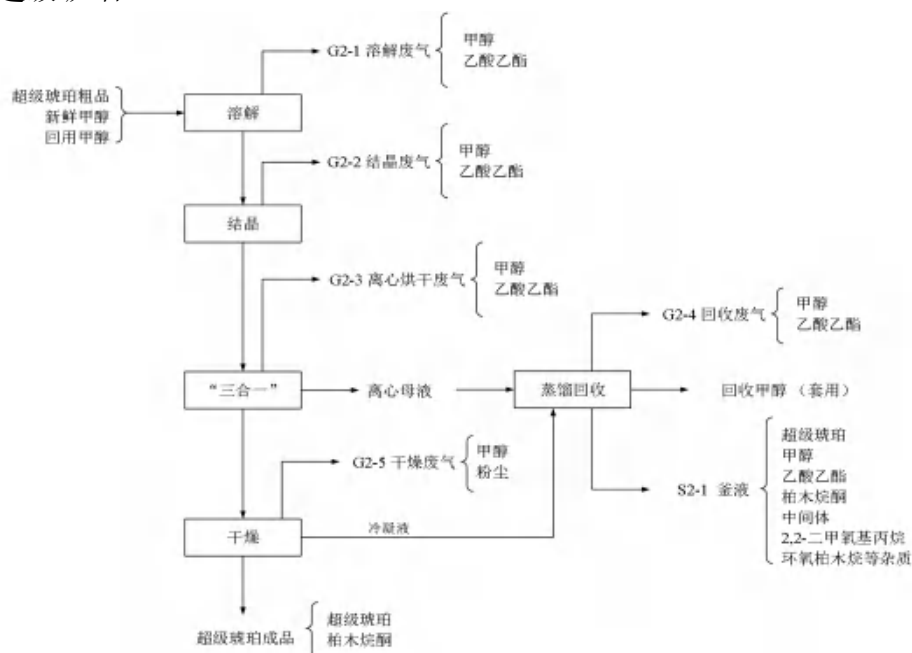 G2-1 溶解废气
甲醇
乙酸乙酯
超级琥珀粗品
新鲜甲醇
回用甲醇
溶解
G2-2 结晶废气
甲醇
乙酸乙酯
结晶
G2-3 离心烘干废气
甲醇
乙酸乙酯
G2-4 回收废气
甲醇
乙酸乙酯
“三合一”
离心母液
蒸馏回收
回收甲醇 （套用）
G2-5 干燥废气
甲醇
粉尘
S2-1 釜液
超级琥珀
甲醇
乙酸乙酯
柏木烷酮
中间体
2,2-二甲氧基丙烷
环氧柏木烷等杂质
干燥
冷凝液
超级琥珀成品
超级琥珀
柏木烷酮